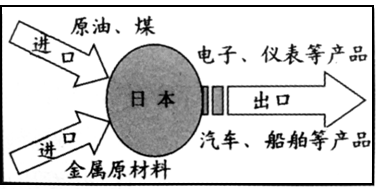 原油、煤
进口
电子、仪表等产品
日本
出口
汽车、船舶等产品
进口
金属原材料